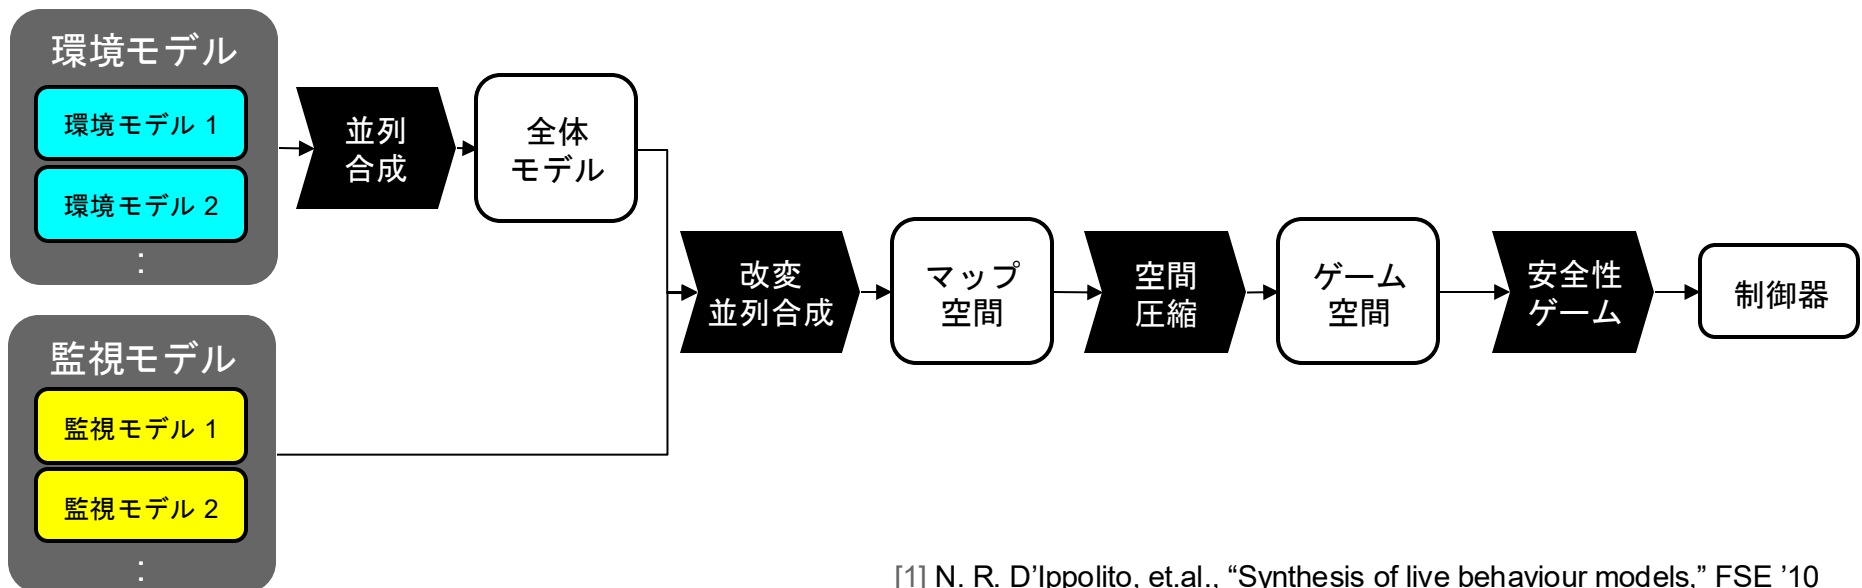 環境モデル
環境モデル 1
環境モデル 2
:
並列
合成
全体
モデル
監視モデル
監視モデル 1
監視モデル 2
:
改変
並列合成
マップ
空間
空間
圧縮
ゲーム
空間
安全性
ゲーム
制御器
[1] N. R. D’Ippolito, et.al., “Synthesis of live behaviour models,” FSE ’10